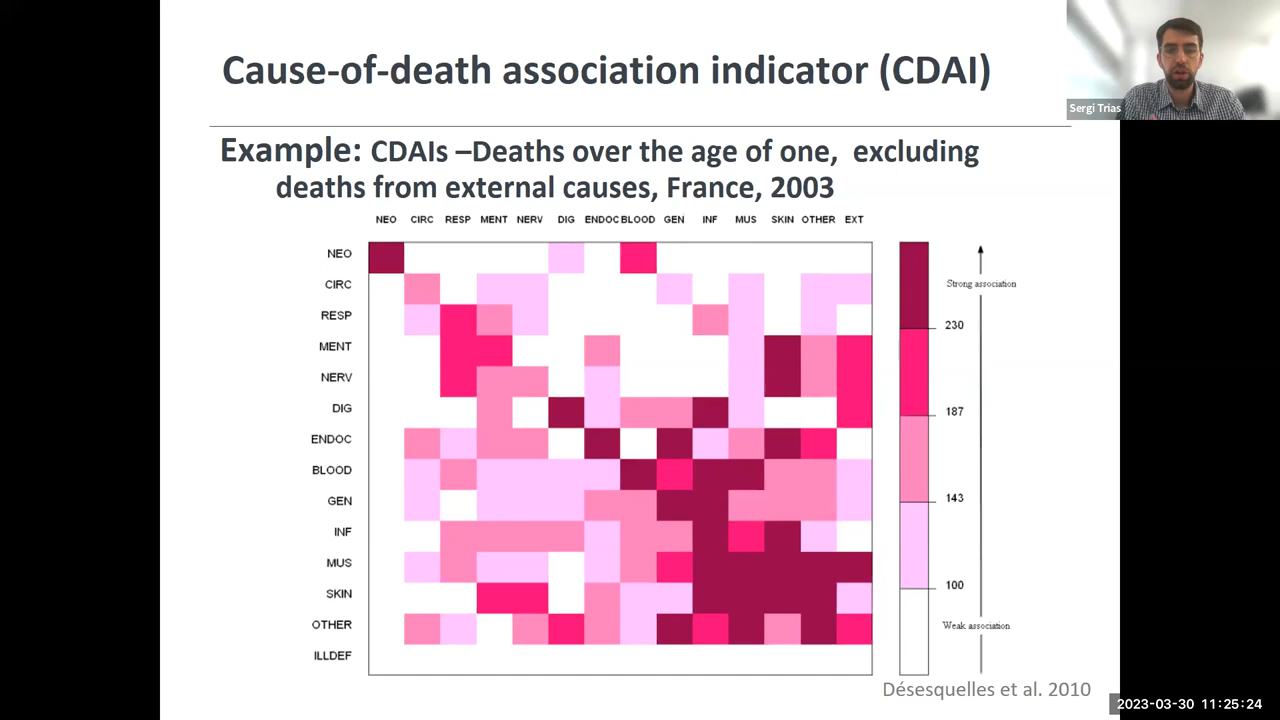 Cause-of-death association indicator (CDAI)
Sergi Trias
Example: CDAIs –Deaths over the age of one, excluding
deaths from external causes, France, 2003
NEO CIRC RESP MENT NERV DIG ENDOC BLOOD GEN INF MUS SKIN OTHER EXT
NEO
CIRC
RESP
MENT
NERV
DIG
ENDOC
BLOOD
GEN
INF
MUS
SKIN
OTHER
ILLDEF
Strong association
230
187
143
100
Weak association
Désesquelles et al. 2010
2023-03-30 11:25:24